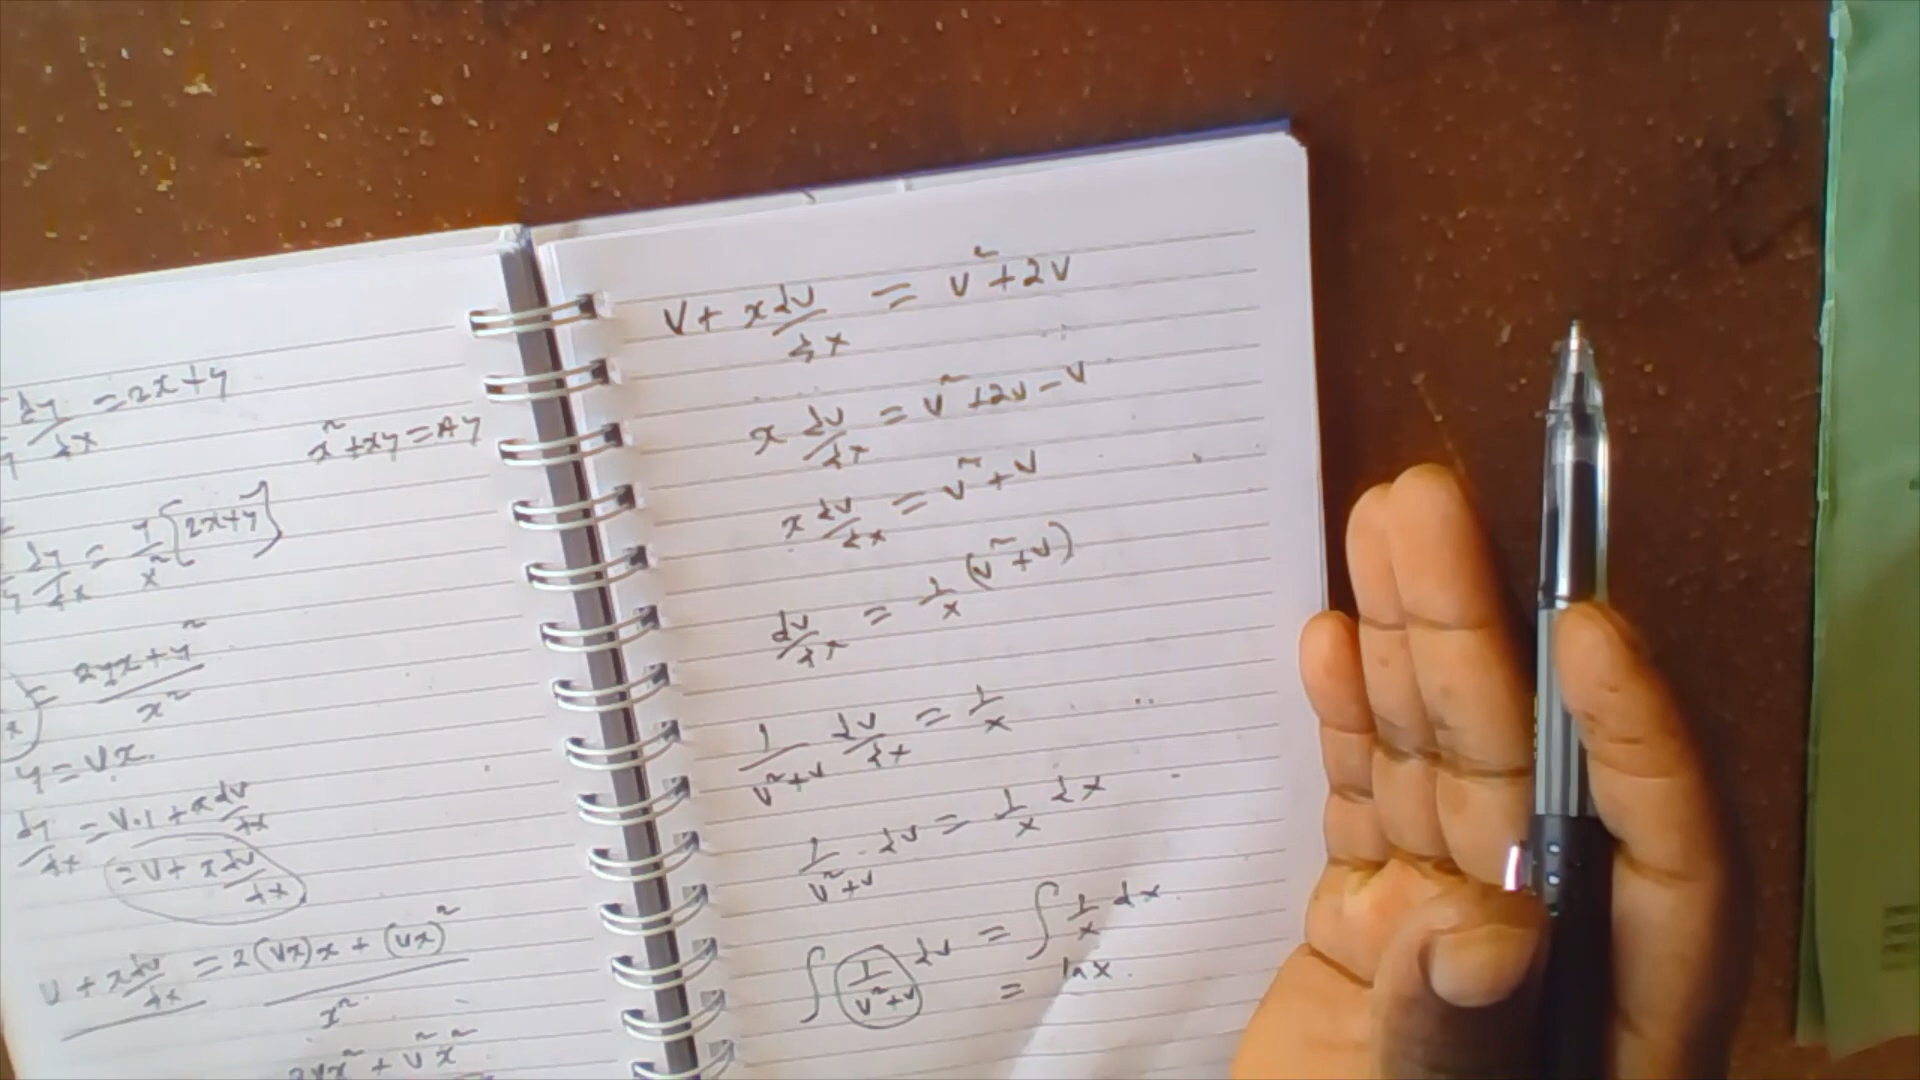 dy/dx = 2x+y
x²+xy = Ay
dy/dx = y/x² [2x+y]
= 2yx+y² / x²
y = vx.
dy/dx = v.1 + x dv/dx
= v + x dv/dx
v + x dv/dx = 2(vx)x + (vx)² / x²
2vx² + v²x²
v + x dv/dx = v²+2v
x dv/dx = v²+2v-v
x dv/dx = v²+v
dv/dx = 1/x (v²+v)
1/v²+v dv/dx = 1/x
1/v²+v . dv = 1/x dx
∫ 1/v²+v dv = ∫ 1/x dx
= ln x.